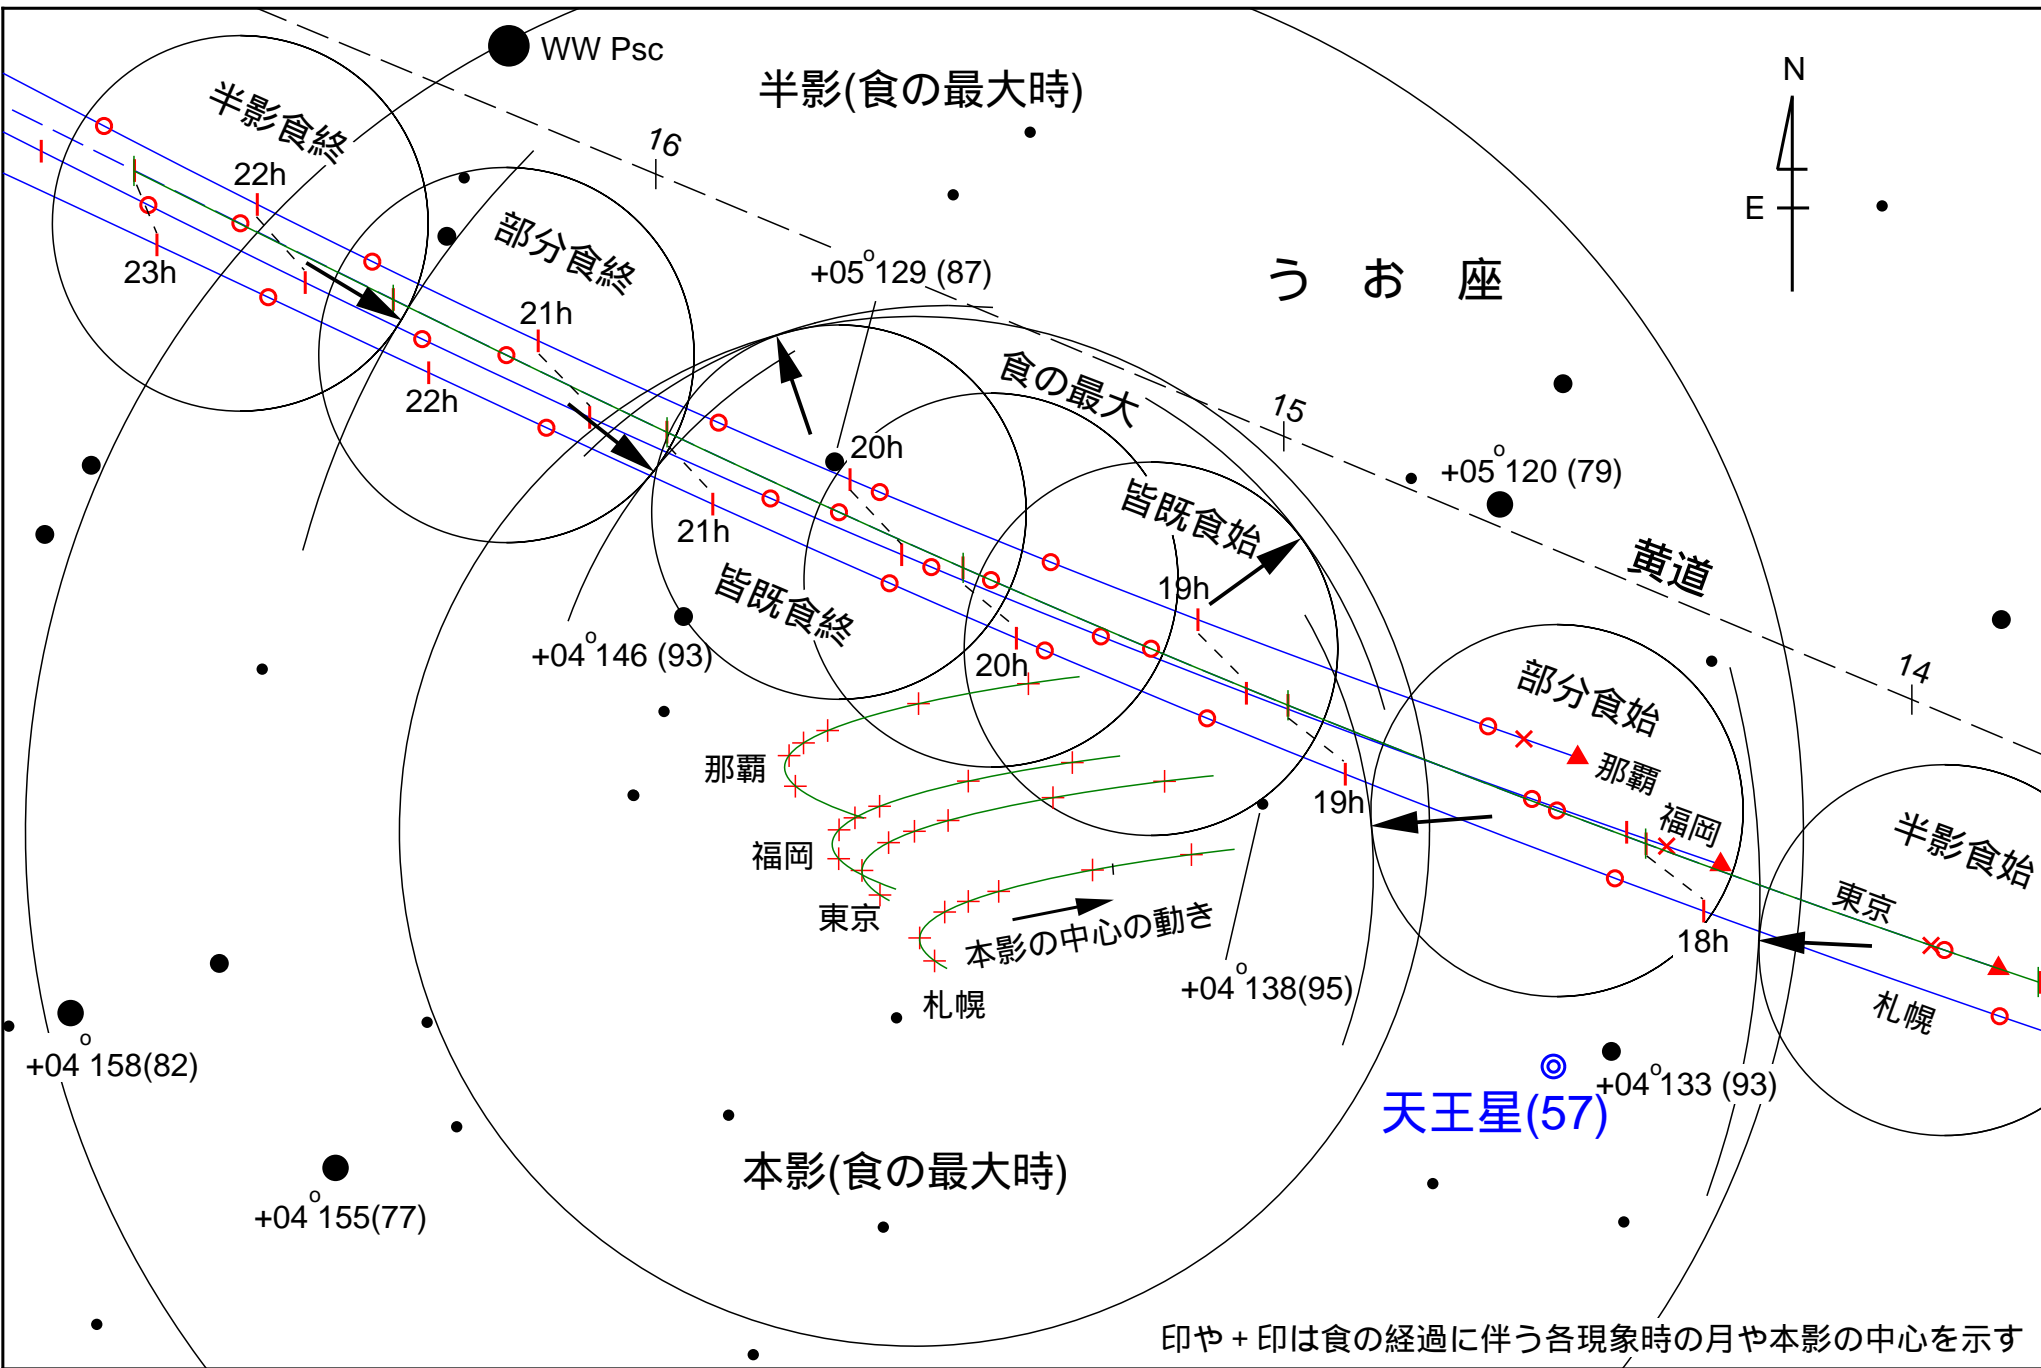 WW Psc
半影(食の最大時)
N
E
半影食終
22h
23h
16
部分食終
21h
22h
+05°129 (87)
う お 座
食の最大
20h
15
+05°120 (79)
皆既食始
21h
皆既食終
19h
黄道
+04°146 (93)
20h
14
部分食始
那覇
那覇
19h
福岡
半影食始
福岡
東京
東京
18h
本影の中心の動き
札幌
+04°138(95)
札幌
+04°158(82)
天王星(57)
+04°133 (93)
本影(食の最大時)
+04°155(77)
印や + 印は食の経過に伴う各現象時の月や本影の中心を示す